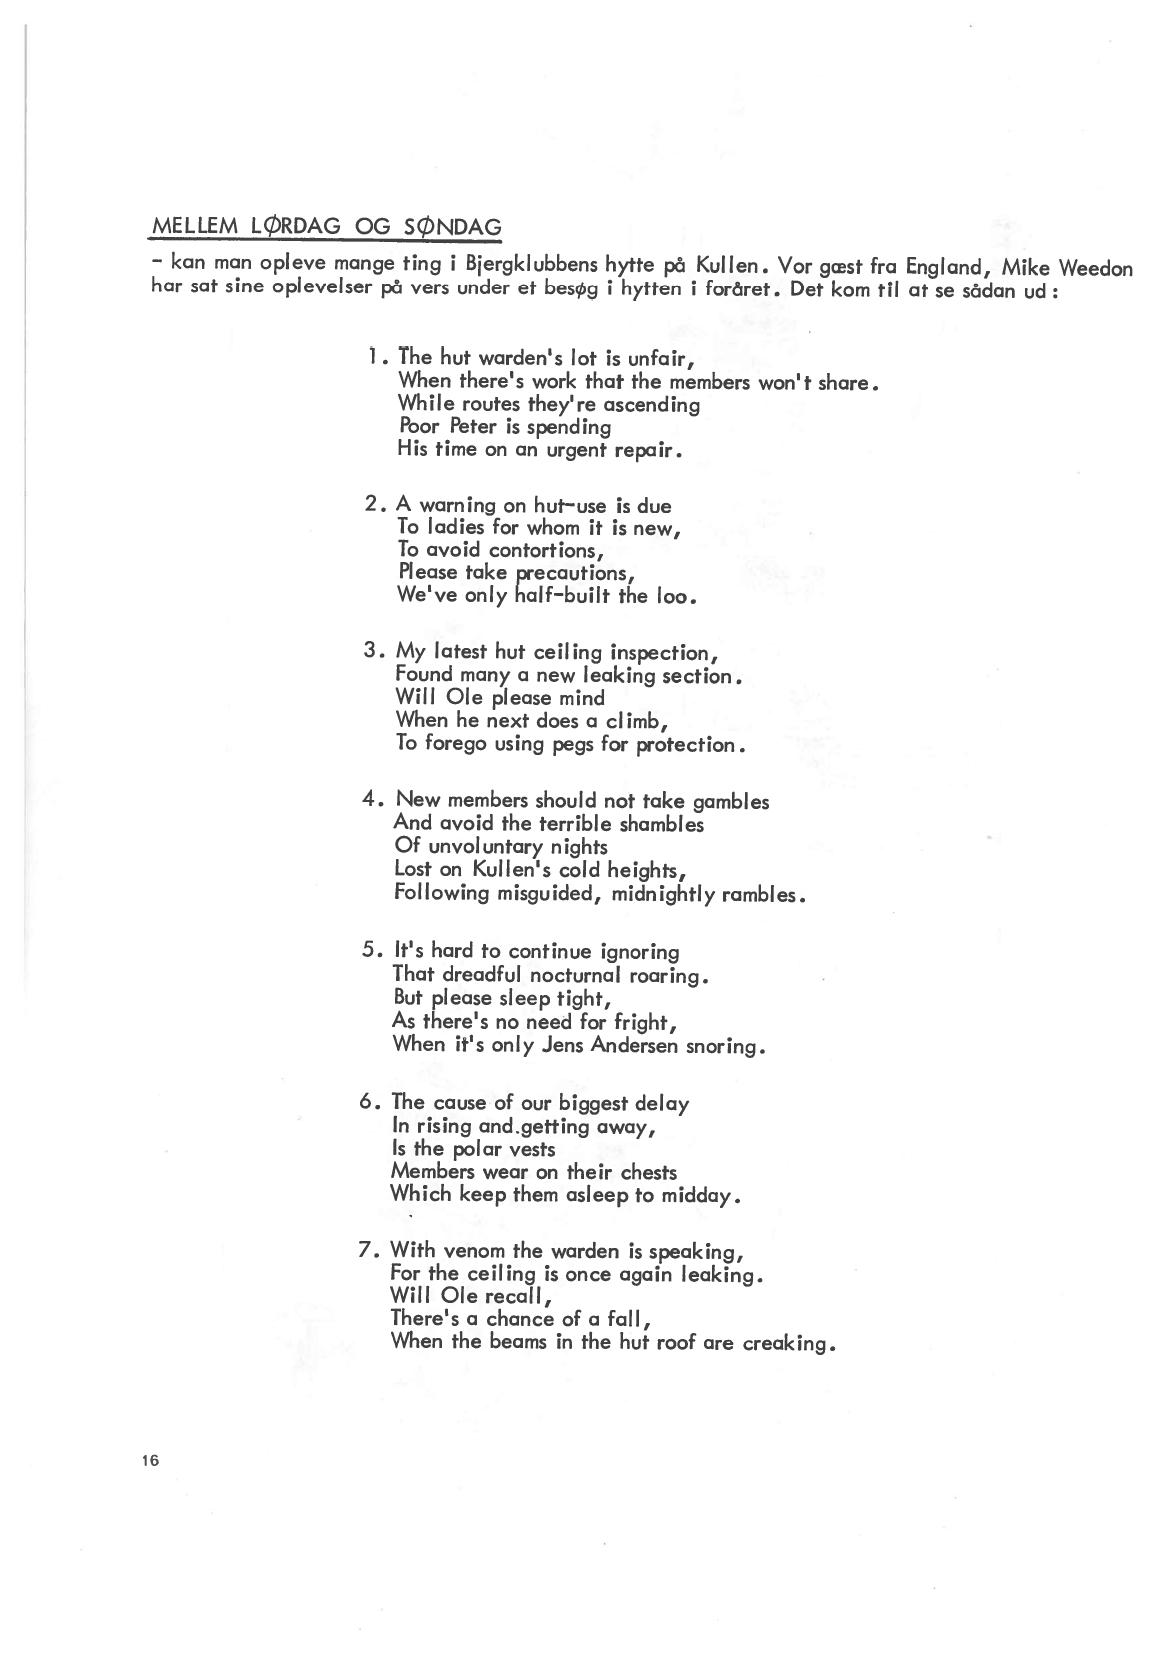 MELLEM LØRDAG OG SØNDAG
- kan man opleve mange ting i Bjergklubbens hytte på Kullen. Vor gæst fra England, Mike Weedon
har sat sine oplevelser på vers under et besøg i hytten i foråret. Det kom til at se sådan ud :
1. The hut warden's lot is unfair,
When there's work that the members won't share.
While routes they're ascending
Poor Peter is spending
His time on an urgent repair.
2. A warning on hut-use is due
To ladies for whom it is new,
To avoid contortions,
Please take precautions,
We've only half-built the loo.
3. My latest hut ceiling inspection,
Found many a new leaking section.
Will Ole please mind
When he next does a climb,
To forego using pegs for protection.
4. New members should not take gambles
And avoid the terrible shambles
Of unvoluntary nights
Lost on Kullen's cold heights,
Following misguided, midnightly rambles.
5. It's hard to continue ignoring
That dreadful nocturnal roaring.
But please sleep tight,
As there's no need for fright,
When it's only Jens Andersen snoring.
6. The cause of our biggest delay
In rising and.getting away,
Is the polar vests
Members wear on their chests
Which keep them asleep to midday.
7. With venom the warden is speaking,
For the ceiling is once again leaking.
Will Ole recall,
There's a chance of a fall,
When the beams in the hut roof are creaking.
16